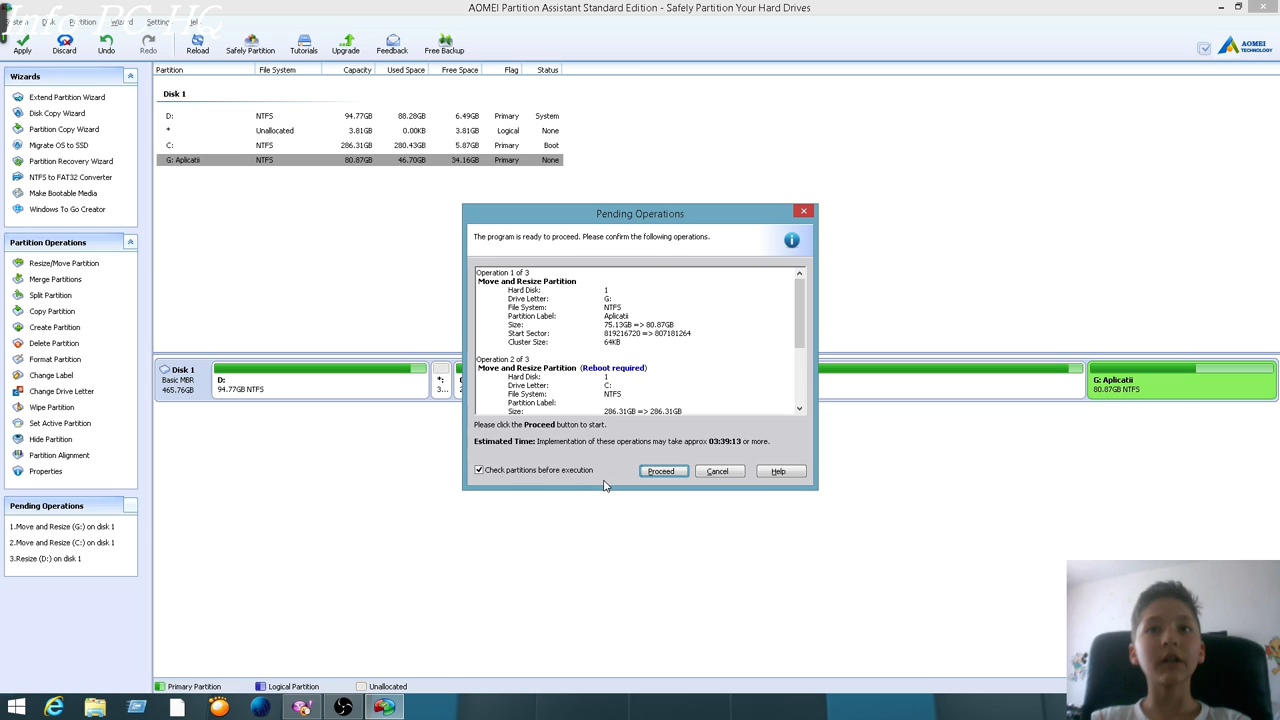 AOMEI Partition Assistant Standard Edition - Safely Partition Your Hard Drives
Info PC HQ
Disk Partition Wizard
Apply Discard Undo Redo Reload Safely Partition Tutorials Upgrade Feedback Free Backup
AOMEI
TECHNOLOGY
Wizards
Extend Partition Wizard
Disk Copy Wizard
Partition Copy Wizard
Migrate OS to SSD
Partition Recovery Wizard
NTFS to FAT32 Converter
Make Bootable Media
Windows To Go Creator
Partition Operations
Resize/Move Partition
Merge Partitions
Split Partition
Copy Partition
Create Partition
Delete Partition
Format Partition
Change Label
Change Drive Letter
Wipe Partition
Set Active Partition
Hide Partition
Partition Alignment
Properties
Pending Operations
1.Move and Resize (G:) on disk 1
2.Move and Resize (C:) on disk 1
3.Resize (D:) on disk 1
Partition File System Capacity Used Space Free Space Flag Status
Disk 1
D: NTFS 94.77GB 88.28GB 6.49GB Primary System
* Unallocated 3.81GB 0.00KB 3.81GB Logical None
C: NTFS 286.31GB 280.43GB 5.87GB Primary Boot
G: Aplicatii NTFS 80.87GB 46.70GB 34.16GB Primary None
Pending Operations
The program is ready to proceed. Please confirm the following operations.
Operation 1 of 3
Move and Resize Partition
Hard Disk: 1
Drive Letter: G:
File System: NTFS
Partition Label: Aplicatii
Size: 75.13GB => 80.87GB
Start Sector: 819216720 => 807181264
Cluster Size: 64KB
Operation 2 of 3
Move and Resize Partition (Reboot required)
Hard Disk: 1
Drive Letter: C:
File System: NTFS
Partition Label:
Size: 286.31GB => 286.31GB
Please click the Proceed button to start.
Estimated Time: Implementation of these operations may take approx 03:39:13 or more.
Check partitions before execution
Proceed Cancel Help
Disk 1
Basic MBR
465.76GB
D:
94.77GB NTFS
*:
3...
G: Aplicatii
80.87GB NTFS
Primary Partition Logical Partition Unallocated